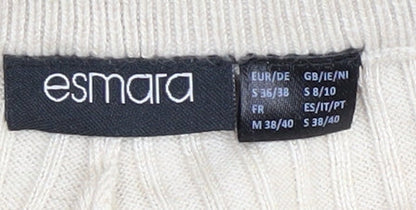 esmara
EUR/DE GB/IE/NI
S 36/38 S 8/10
FR ES/IT/PT
M 38/40 S 38/40